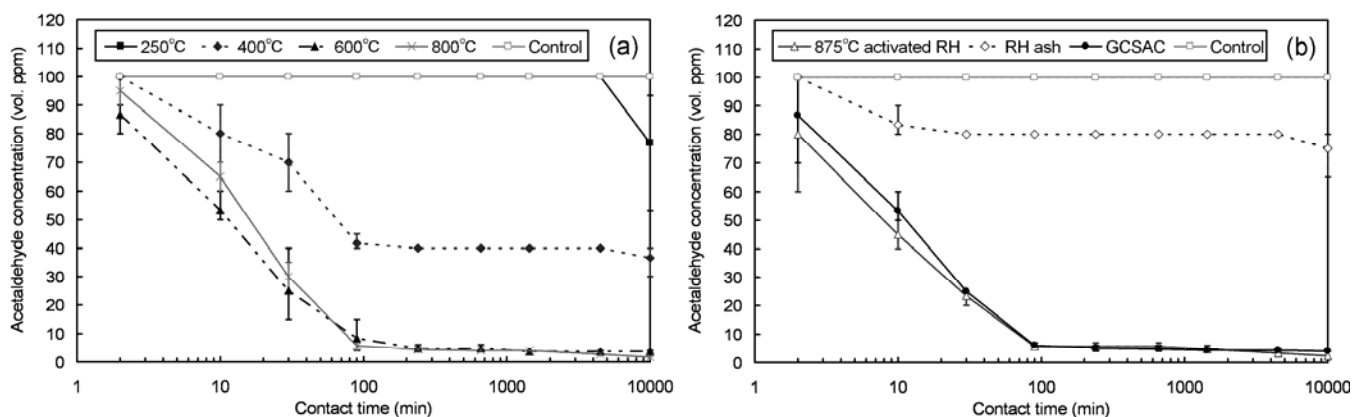 120
110
100
90
80
70
60
50
40
30
20
10
0
Acetaldehyde concentration (vol. ppm)
250°C 400°C 600°C 800°C Control
(a)
1 10 100 1000 10000
Contact time (min)
120
110
100
90
80
70
60
50
40
30
20
10
0
Acetaldehyde concentration (vol. ppm)
875°C activated RH RH ash GCSAC Control
(b)
1 10 100 1000 10000
Contact time (min)